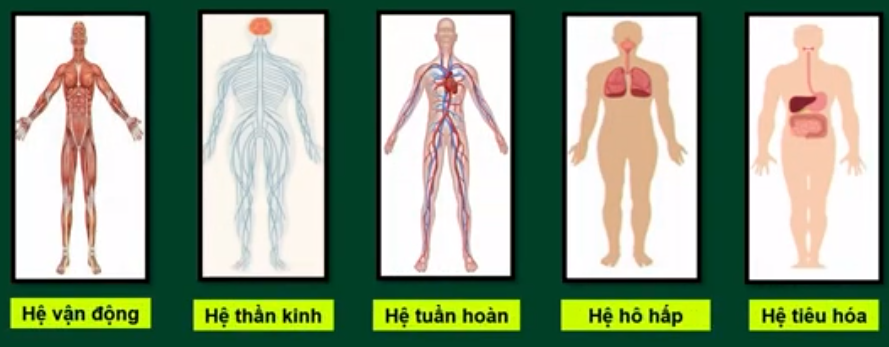 Hệ vận động
Hệ thần kinh
Hệ tuần hoàn
Hệ hô hấp
Hệ tiêu hóa